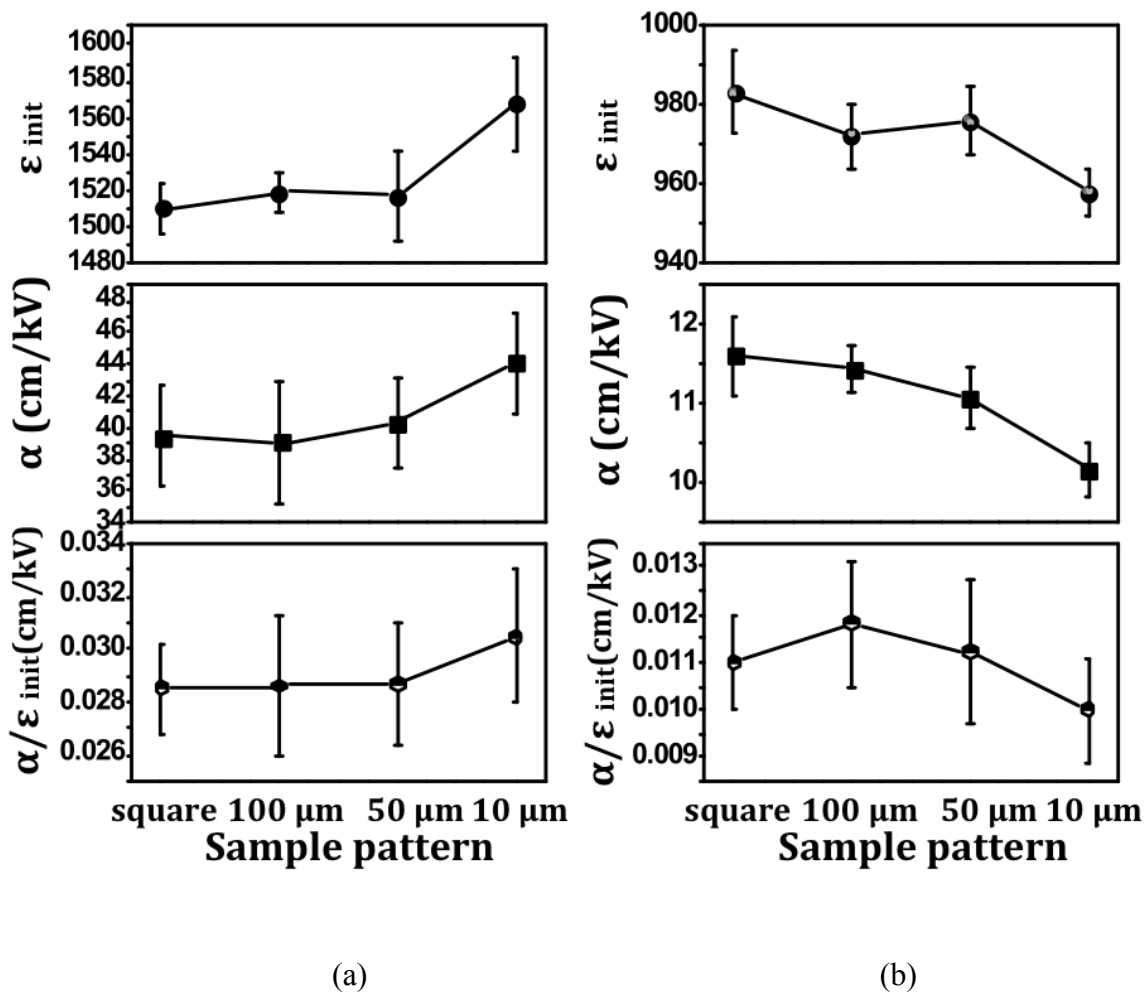 1600
1580
1560
1540
1520
1500
1480
ε init
48
46
44
42
40
38
36
34
α (cm/kV)
0.034
0.032
0.030
0.028
0.026
α/ε init(cm/kV)
square 100 μm 50 μm 10 μm
Sample pattern
(a)
1000
980
960
940
ε init
12
11
10
α (cm/kV)
0.013
0.012
0.011
0.010
0.009
α/ε init(cm/kV)
square 100 μm 50 μm 10 μm
Sample pattern
(b)